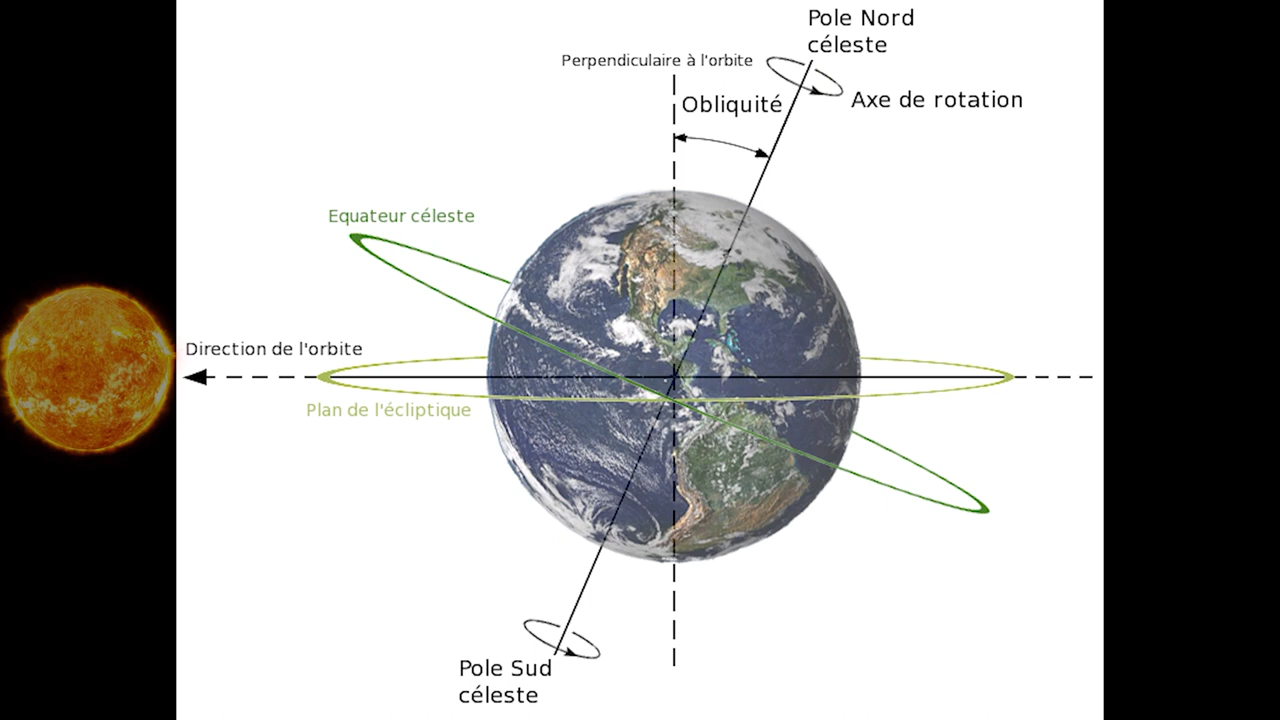 Pole Nord
céleste
Perpendiculaire à l'orbite
Obliquité
Axe de rotation
Equateur céleste
Direction de l'orbite
Plan de l'écliptique
Pole Sud
céleste